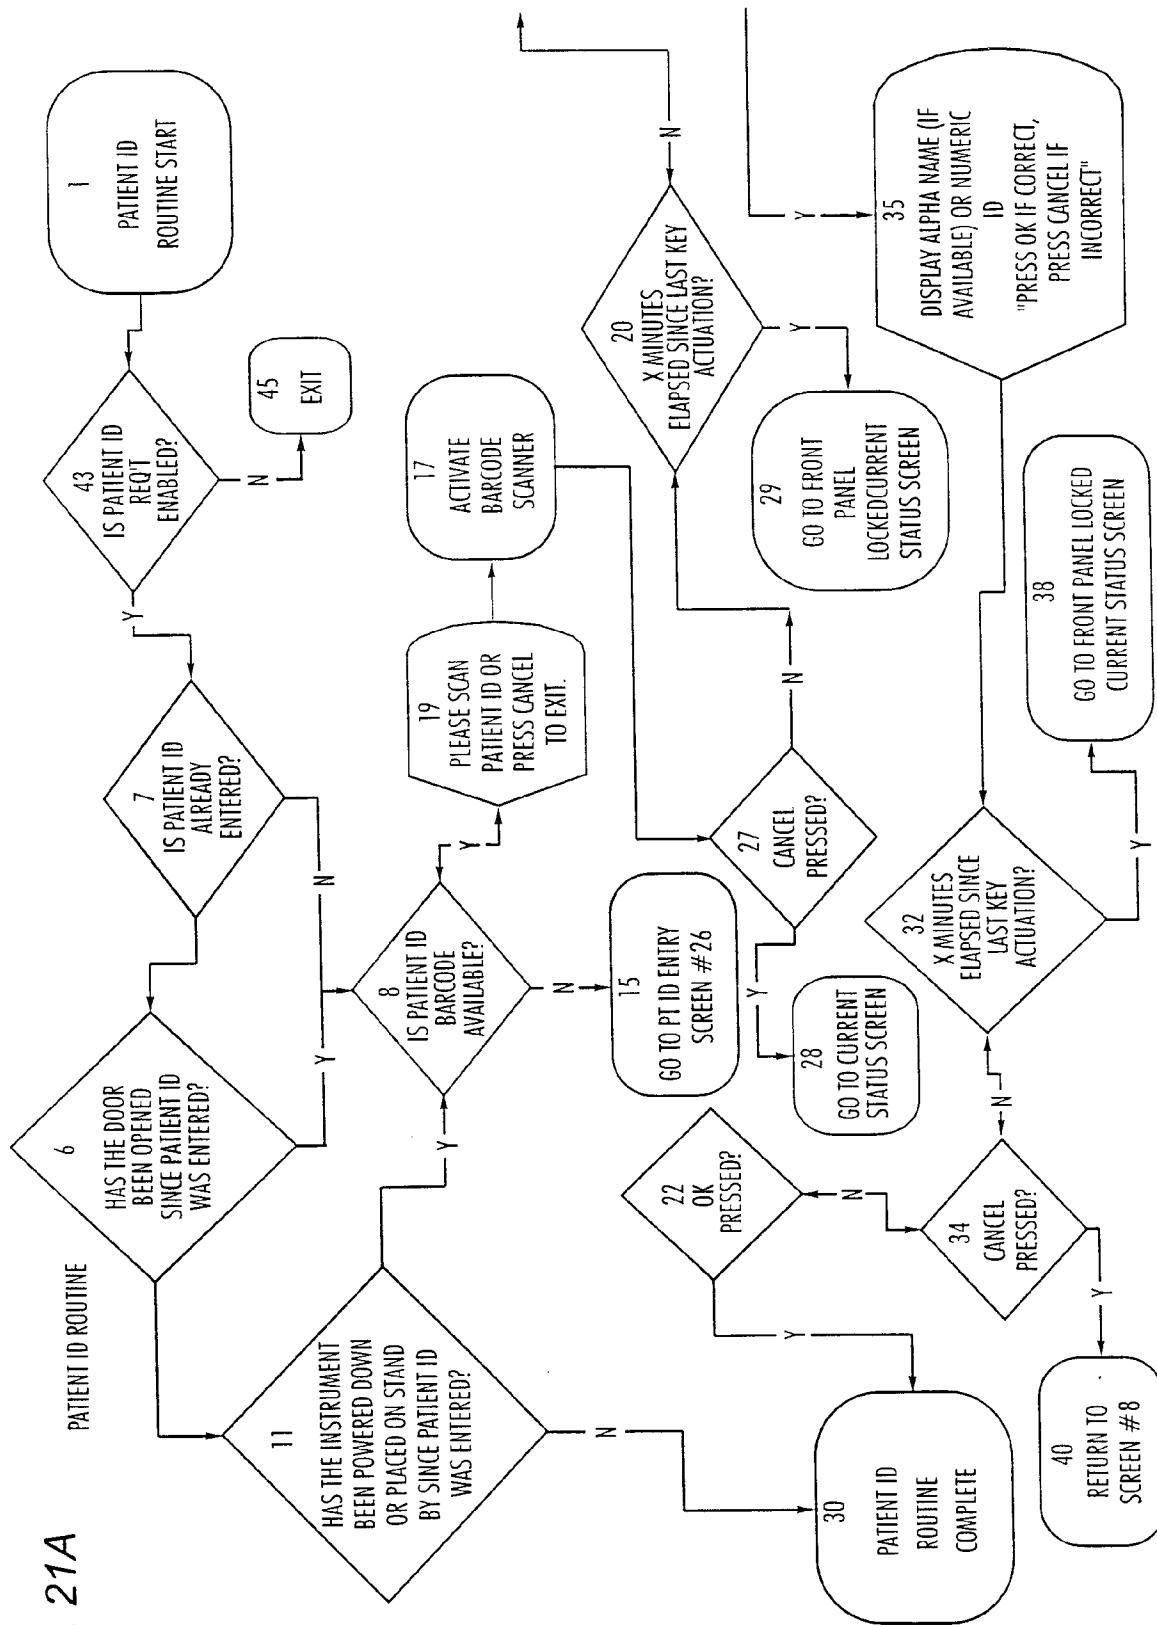 21A
PATIENT ID ROUTINE
1
PATIENT ID
ROUTINE START
43
IS PATIENT ID
REQ'T
ENABLED?
N
45
EXIT
Y
7
IS PATIENT ID
ALREADY
ENTERED?
N
6
HAS THE DOOR
BEEN OPENED
SINCE PATIENT ID
WAS ENTERED?
Y
11
HAS THE INSTRUMENT
BEEN POWERED DOWN
OR PLACED ON STAND
BY SINCE PATIENT ID
WAS ENTERED?
Y
N
8
IS PATIENT ID
BARCODE
AVAILABLE?
Y
N
15
GO TO PT ID ENTRY
SCREEN #26
19
PLEASE SCAN
PATIENT ID OR
PRESS CANCEL
TO EXIT.
17
ACTIVATE
BARCODE
SCANNER
27
CANCEL
PRESSED?
Y
N
28
GO TO CURRENT
STATUS SCREEN
20
X MINUTES
ELAPSED SINCE LAST KEY
ACTUATION?
N
Y
29
GO TO FRONT
PANEL
LOCKEDCURRENT
STATUS SCREEN
Y
35
DISPLAY ALPHA NAME (IF
AVAILABLE) OR NUMERIC
ID
"PRESS OK IF CORRECT,
PRESS CANCEL IF
INCORRECT"
32
X MINUTES
ELAPSED SINCE
LAST KEY
ACTUATION?
Y
38
GO TO FRONT PANEL LOCKED
CURRENT STATUS SCREEN
N
34
CANCEL
PRESSED?
Y
40
RETURN TO
SCREEN #8
N
22
OK
PRESSED?
Y
30
PATIENT ID
ROUTINE
COMPLETE